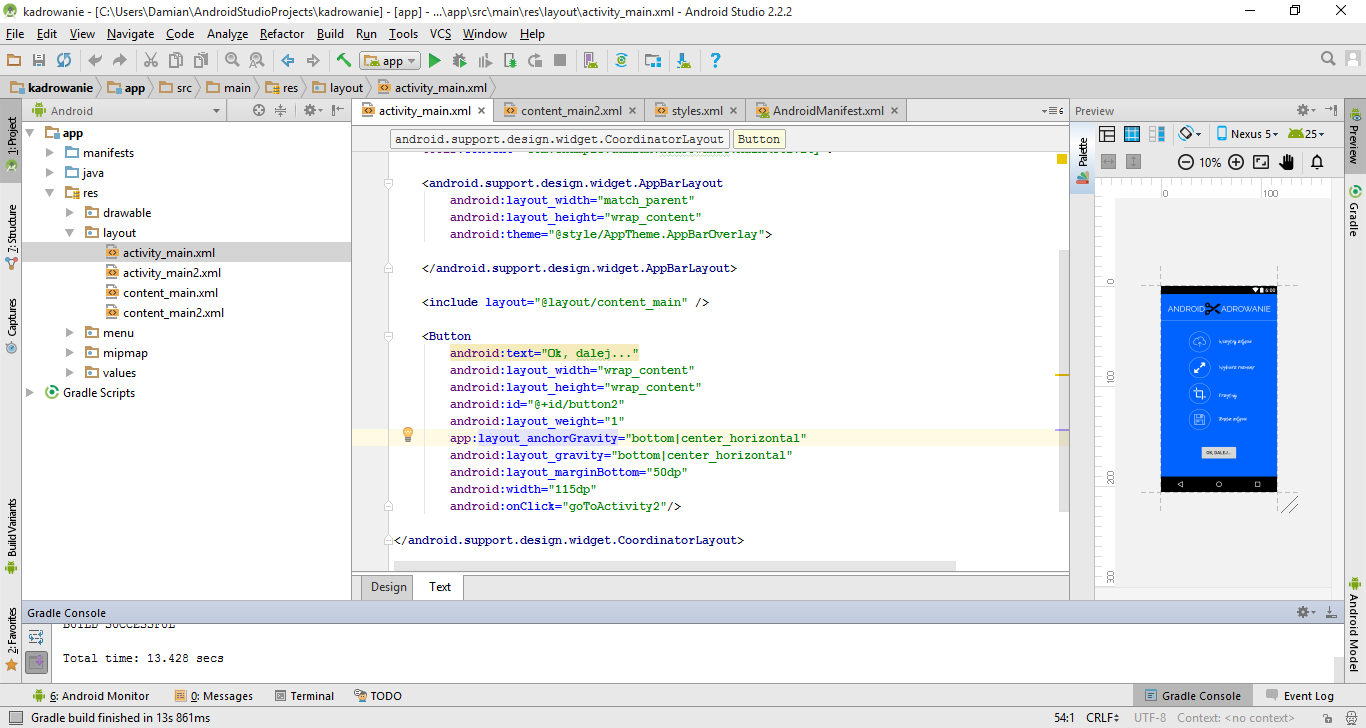 kadrowanie - [C:\Users\Damian\AndroidStudioProjects\kadrowanie] - [app] - ...\app\src\main\res\layout\activity_main.xml - Android Studio 2.2.2
File Edit View Navigate Code Analyze Refactor Build Run Tools VCS Window Help
app
kadrowanie app src main res layout activity_main.xml
Android
activity_main.xml content_main2.xml styles.xml AndroidManifest.xml
6
Preview
android.support.design.widget.CoordinatorLayout Button
<android.support.design.widget.AppBarLayout
android:layout_width="match_parent"
android:layout_height="wrap_content"
android:theme="@style/AppTheme.AppBarOverlay">
</android.support.design.widget.AppBarLayout>
<include layout="@layout/content_main" />
<Button
android:text="Ok, dalej..."
android:layout_width="wrap_content"
android:layout_height="wrap_content"
android:id="@+id/button2"
android:layout_weight="1"
app:layout_anchorGravity="bottom|center_horizontal"
android:layout_gravity="bottom|center_horizontal"
android:layout_marginBottom="50dp"
android:width="115dp"
android:onClick="goToActivity2"/>
</android.support.design.widget.CoordinatorLayout>
Design Text
app
manifests
java
res
drawable
layout
activity_main.xml
activity_main2.xml
content_main.xml
content_main2.xml
menu
mipmap
values
Gradle Scripts
1: Project
7: Structure
Captures
Build Variants
2: Favorites
Palette
Nexus 5
25
10%
0 100
0
100
200
300
6:00
ANDROID ADROWANIE
OK, DALEJ...
Preview
Gradle
Android Model
Gradle Console
BUILD SUCCESSFUL
Total time: 13.428 secs
6: Android Monitor 0: Messages Terminal TODO
Gradle Console Event Log
Gradle build finished in 13s 861ms
54:1 CRLF UTF-8 Context: <no context>